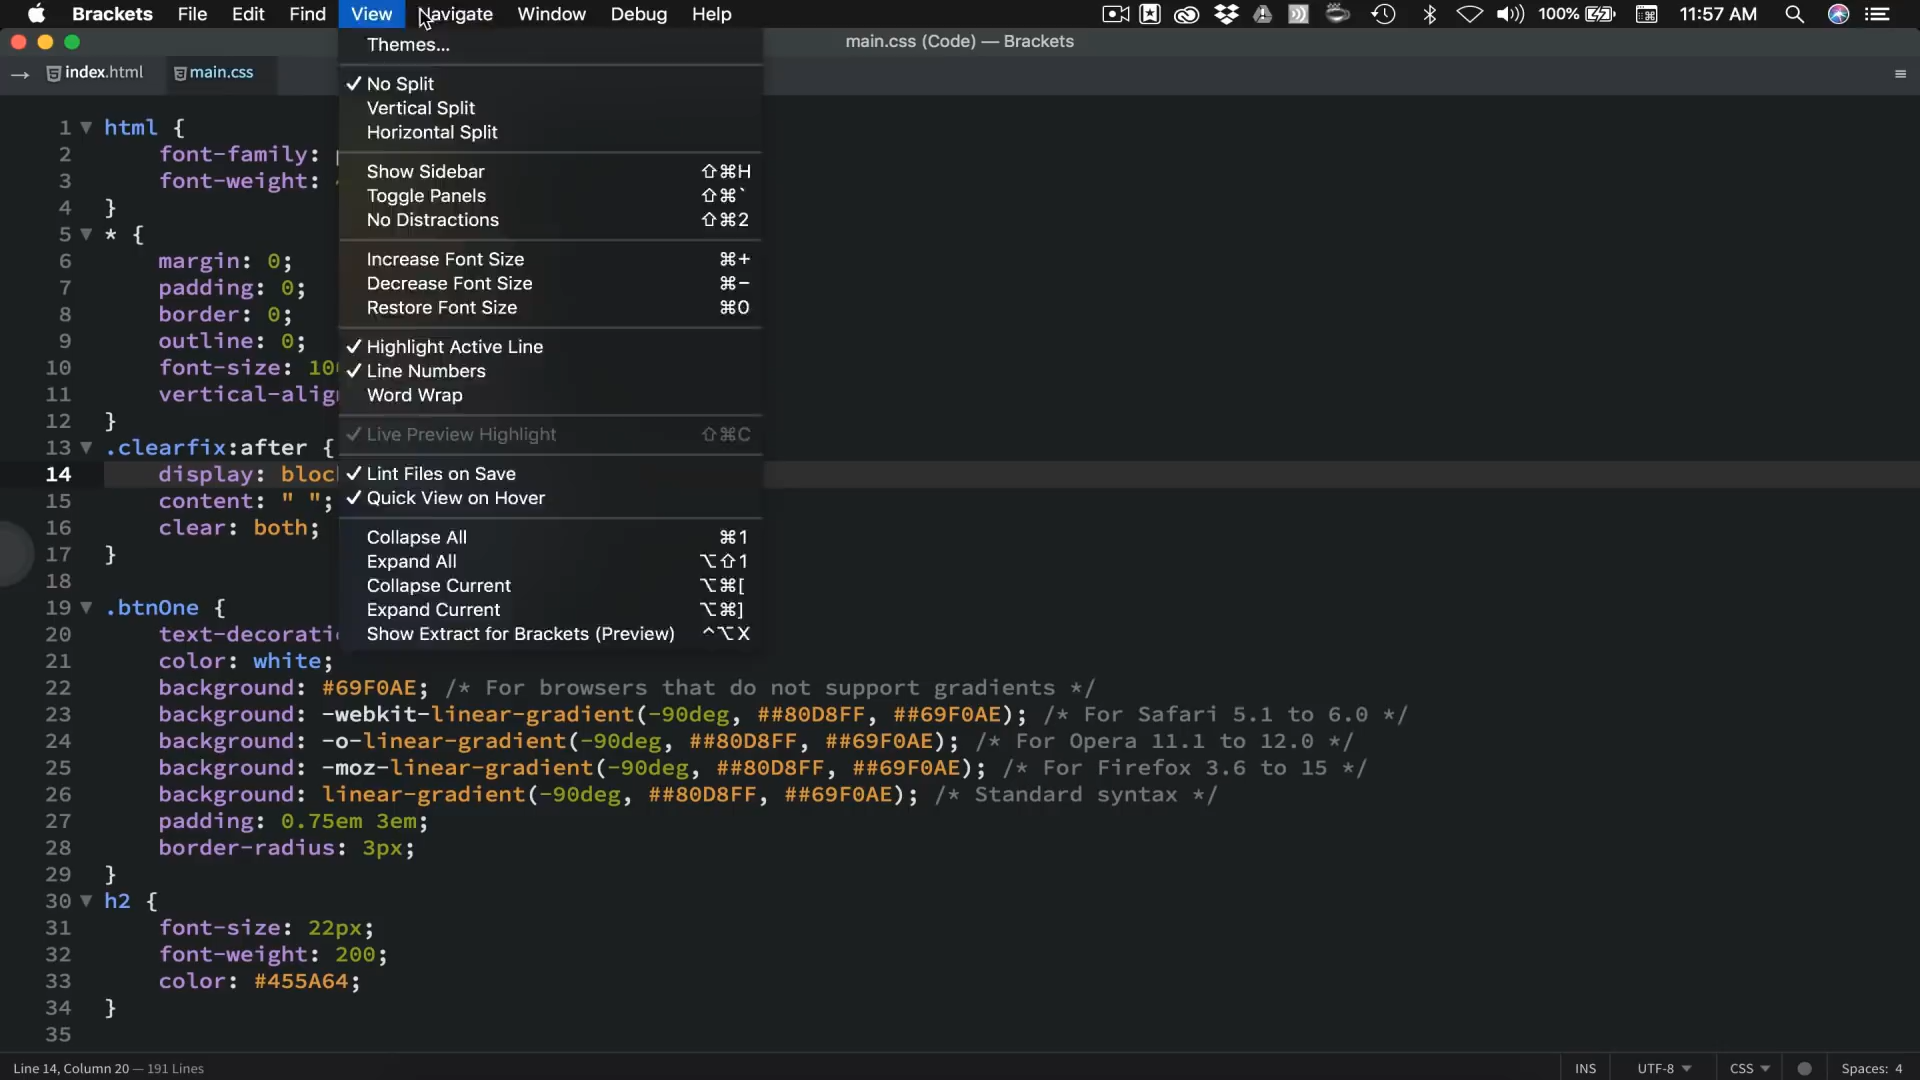 Brackets File Edit Find View Navigate Window Debug Help 100% 11:57 AM
main.css (Code) — Brackets
index.html main.css
Themes...
✓ No Split
Vertical Split
Horizontal Split
Show Sidebar ⇧⌘H
Toggle Panels ⇧⌘`
No Distractions ⇧⌘2
Increase Font Size ⌘+
Decrease Font Size ⌘−
Restore Font Size ⌘0
✓ Highlight Active Line
✓ Line Numbers
Word Wrap
✓ Live Preview Highlight ⇧⌘C
✓ Lint Files on Save
✓ Quick View on Hover
Collapse All ⌘1
Expand All ⌥⇧1
Collapse Current ⌥⌘[
Expand Current ⌥⌘]
Show Extract for Brackets (Preview) ^⌥X
1 html {
2 font-family:
3 font-weight:
4 }
5 * {
6 margin: 0;
7 padding: 0;
8 border: 0;
9 outline: 0;
10 font-size: 10
11 vertical-alig
12 }
13 .clearfix:after {
14 display: bloc
15 content: " ";
16 clear: both;
17 }
18
19 .btnOne {
20 text-decorati
21 color: white;
22 background: #69F0AE; /* For browsers that do not support gradients */
23 background: -webkit-linear-gradient(-90deg, ##80D8FF, ##69F0AE); /* For Safari 5.1 to 6.0 */
24 background: -o-linear-gradient(-90deg, ##80D8FF, ##69F0AE); /* For Opera 11.1 to 12.0 */
25 background: -moz-linear-gradient(-90deg, ##80D8FF, ##69F0AE); /* For Firefox 3.6 to 15 */
26 background: linear-gradient(-90deg, ##80D8FF, ##69F0AE); /* Standard syntax */
27 padding: 0.75em 3em;
28 border-radius: 3px;
29 }
30 h2 {
31 font-size: 22px;
32 font-weight: 200;
33 color: #455A64;
34 }
35
Line 14, Column 20 — 191 Lines INS UTF-8 CSS Spaces: 4